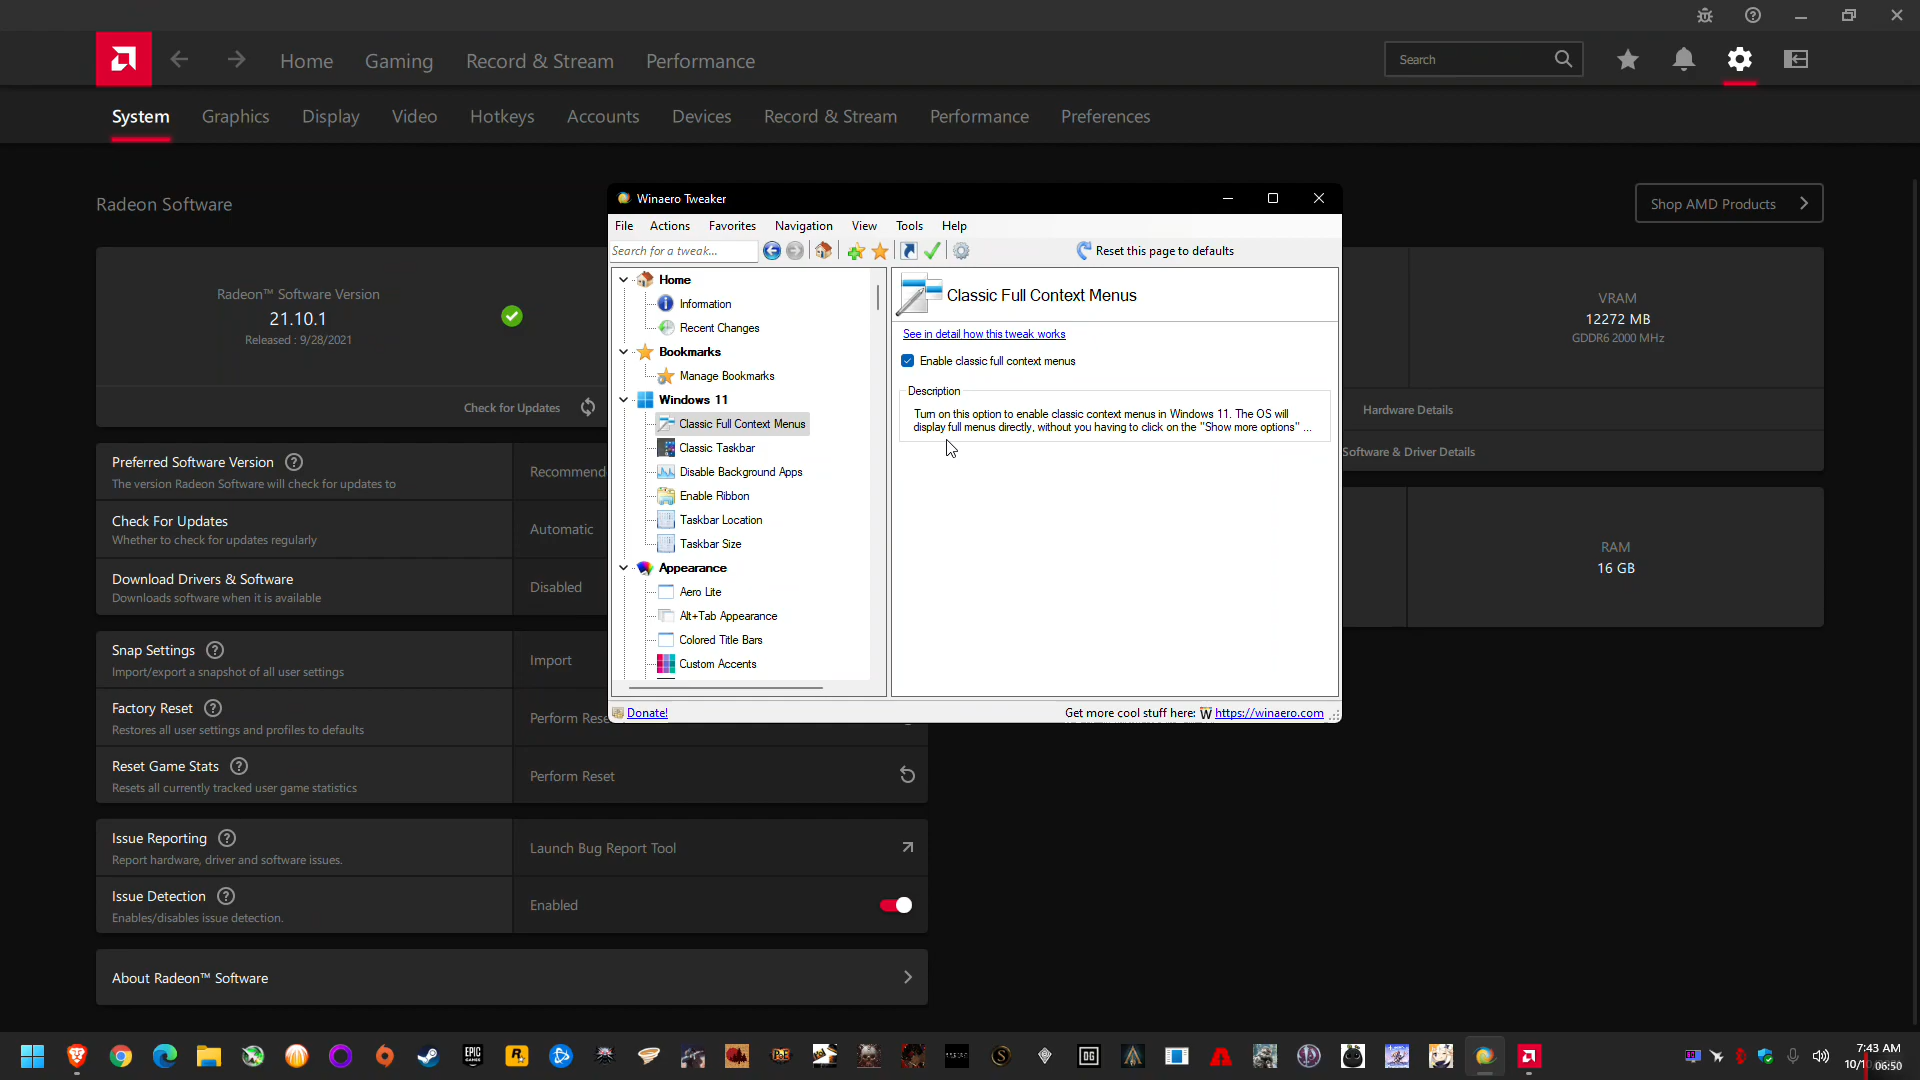 Home
Gaming
Record & Stream
Performance
Search
System
Graphics
Display
Video
Hotkeys
Accounts
Devices
Record & Stream
Performance
Preferences
Radeon Software
Shop AMD Products
Radeon™ Software Version
21.10.1
Released : 9/28/2021
Check for Updates
VRAM
12272 MB
GDDR6 2000 MHz
Hardware Details
Software & Driver Details
RAM
16 GB
Preferred Software Version
The version Radeon Software will check for updates to
Recommend
Check For Updates
Whether to check for updates regularly
Automatic
Download Drivers & Software
Downloads software when it is available
Disabled
Snap Settings
Import/export a snapshot of all user settings
Import
Factory Reset
Restores all user settings and profiles to defaults
Perform Rese
Reset Game Stats
Resets all currently tracked user game statistics
Perform Reset
Issue Reporting
Report hardware, driver and software issues.
Launch Bug Report Tool
Issue Detection
Enables/disables issue detection.
Enabled
About Radeon™ Software
Winaero Tweaker
File
Actions
Favorites
Navigation
View
Tools
Help
Search for a tweak...
Reset this page to defaults
Home
Information
Recent Changes
Bookmarks
Manage Bookmarks
Windows 11
Classic Full Context Menus
Classic Taskbar
Disable Background Apps
Enable Ribbon
Taskbar Location
Taskbar Size
Appearance
Aero Lite
Alt+Tab Appearance
Colored Title Bars
Custom Accents
Classic Full Context Menus
See in detail how this tweak works
Enable classic full context menus
Description
Turn on this option to enable classic context menus in Windows 11. The OS will
display full menus directly, without you having to click on the "Show more options" ...
Donate!
Get more cool stuff here:
W
https://winaero.com
EPIC
GAMES
R
OG
7:43 AM
10/1
06:50